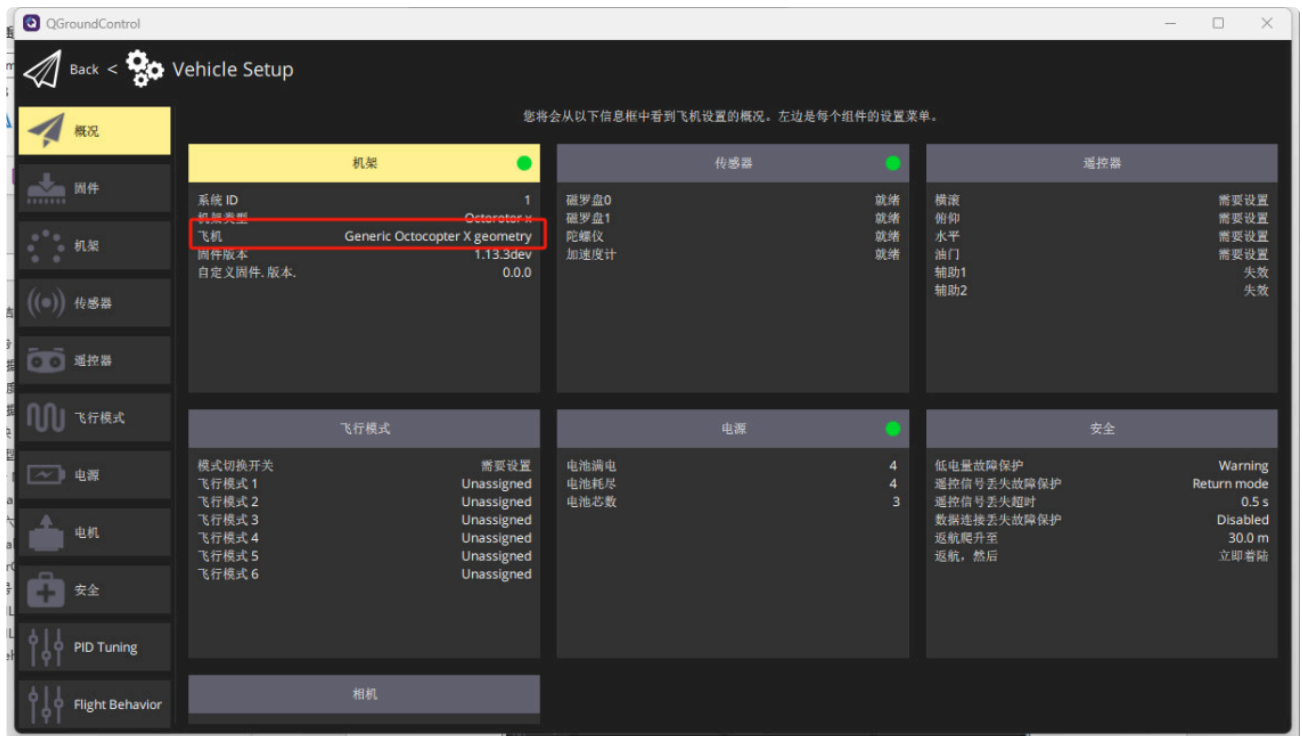 QGroundControl
Back < Vehicle Setup
您将会从以下信息框中看到飞机设置的概况。左边是每个组件的设置菜单。
概况
固件
机架
传感器
遥控器
飞行模式
电源
电机
安全
PID Tuning
Flight Behavior
机架
系统 ID 1
机架类型 Octorotor x
飞机 Generic Octocopter X geometry
固件版本 1.13.3dev
自定义固件. 版本. 0.0.0
传感器
磁罗盘0 就绪
磁罗盘1 就绪
陀螺仪 就绪
加速度计 就绪
遥控器
横滚 需要设置
俯仰 需要设置
水平 需要设置
油门 需要设置
辅助1 失效
辅助2 失效
飞行模式
模式切换开关 需要设置
飞行模式 1 Unassigned
飞行模式 2 Unassigned
飞行模式 3 Unassigned
飞行模式 4 Unassigned
飞行模式 5 Unassigned
飞行模式 6 Unassigned
电源
电池满电 4
电池耗尽 4
电池芯数 3
安全
低电量故障保护 Warning
遥控信号丢失故障保护 Return mode
遥控信号丢失超时 0.5 s
数据连接丢失故障保护 Disabled
返航爬升至 30.0 m
返航，然后 立即着陆
相机